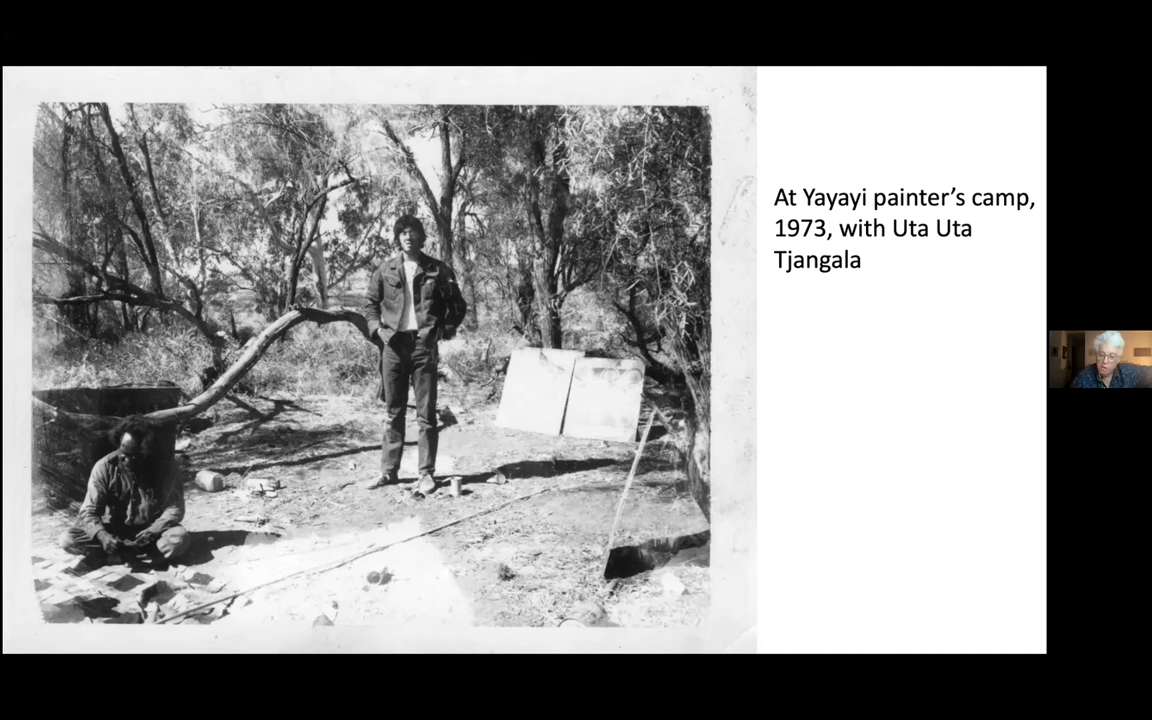 At Yayayi painter’s camp,
1973, with Uta Uta
Tjangala